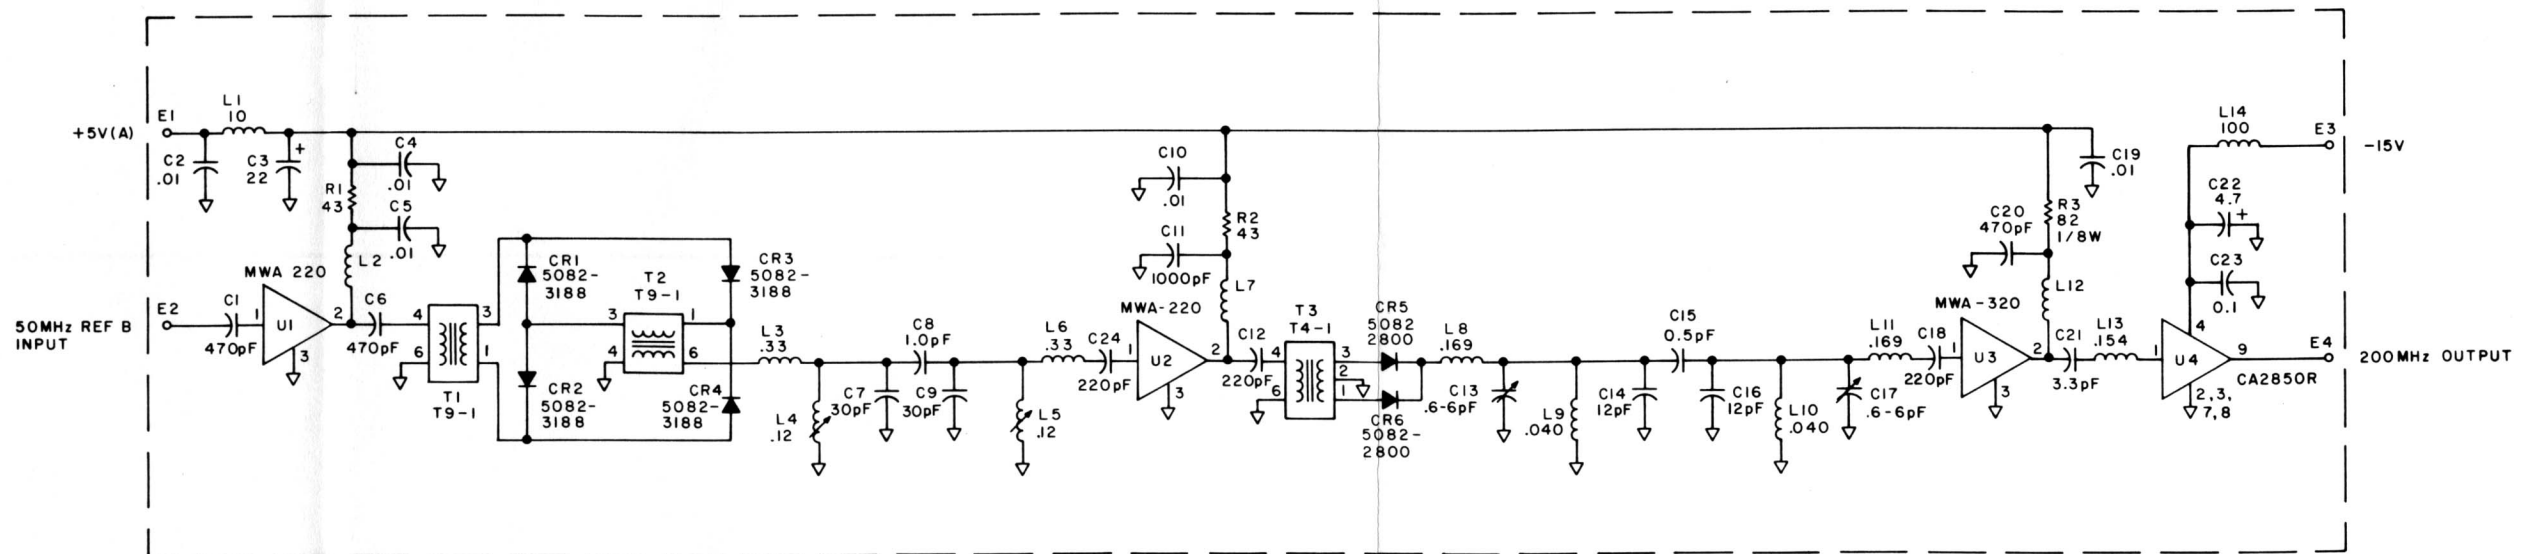 +5V(A)
E1
L1
10
C2
.01
C3
22
+
C4
.01
R1
43
C5
.01
L2
MWA 220
50MHz REF B
INPUT
E2
C1
470pF
1
U1
2
3
C6
470pF
4
6
3
1
T1
T9-1
CR1
5082-
3188
CR2
5082-
3188
T2
T9-1
3
4
1
6
CR3
5082-
3188
CR4
5082-
3188
L3
.33
L4
.12
C7
30pF
C8
1.0pF
C9
30pF
L5
.12
L6
.33
C24
220pF
MWA-220
1
U2
2
3
C10
.01
C11
1000pF
R2
43
L7
C12
220pF
T3
T4-1
4
6
3
2
1
CR5
5082
2800
CR6
5082-
2800
L8
.169
C13
.6-6pF
L9
.040
C14
12pF
C15
0.5pF
C16
12pF
L10
.040
C17
.6-6pF
L11
.169
C18
220pF
MWA-320
1
U3
2
3
C20
470pF
R3
82
1/8W
L12
C19
.01
C21
3.3pF
L13
.154
1
U4
4
9
2,3,
7,8
CA2850R
L14
100
E3
-15V
C22
4.7
+
C23
0.1
E4
200MHz OUTPUT